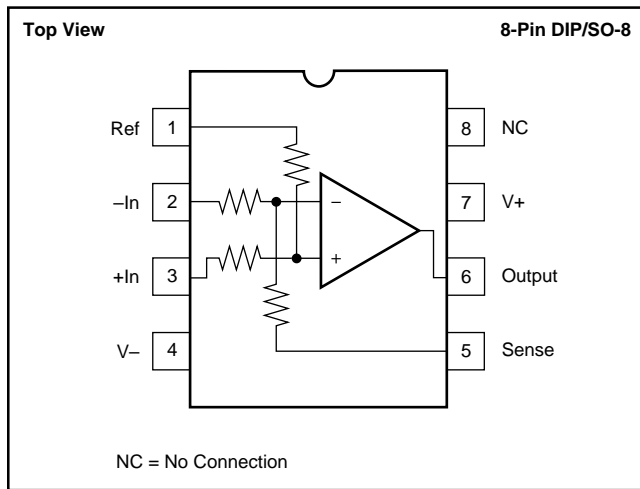 Top View
8-Pin DIP/SO-8
Ref 1
8 NC
–In 2
7 V+
+In 3
6 Output
V– 4
5 Sense
–
+
NC = No Connection